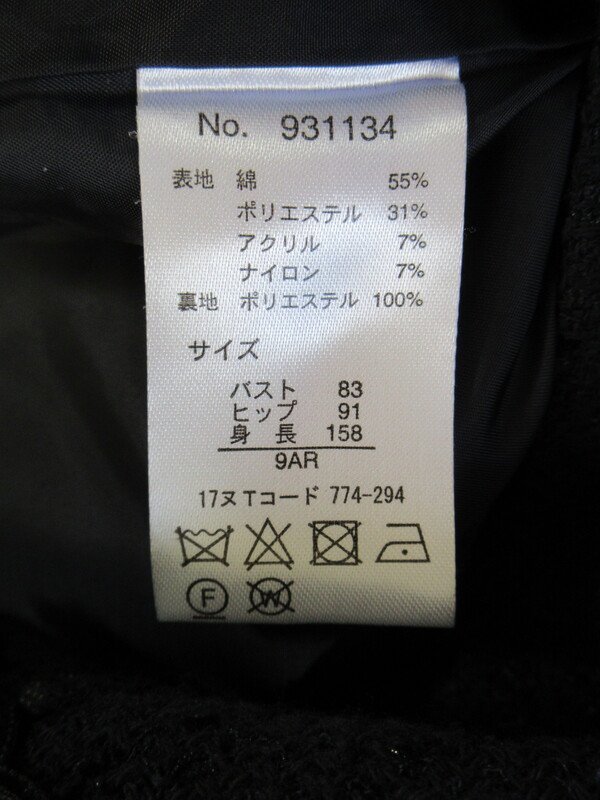 No. 931134
表地 綿 55%
ポリエステル 31%
アクリル 7%
ナイロン 7%
裏地 ポリエステル 100%
サイズ
バスト 83
ヒップ 91
身長 158
9AR
17ヌTコード 774-294
F W